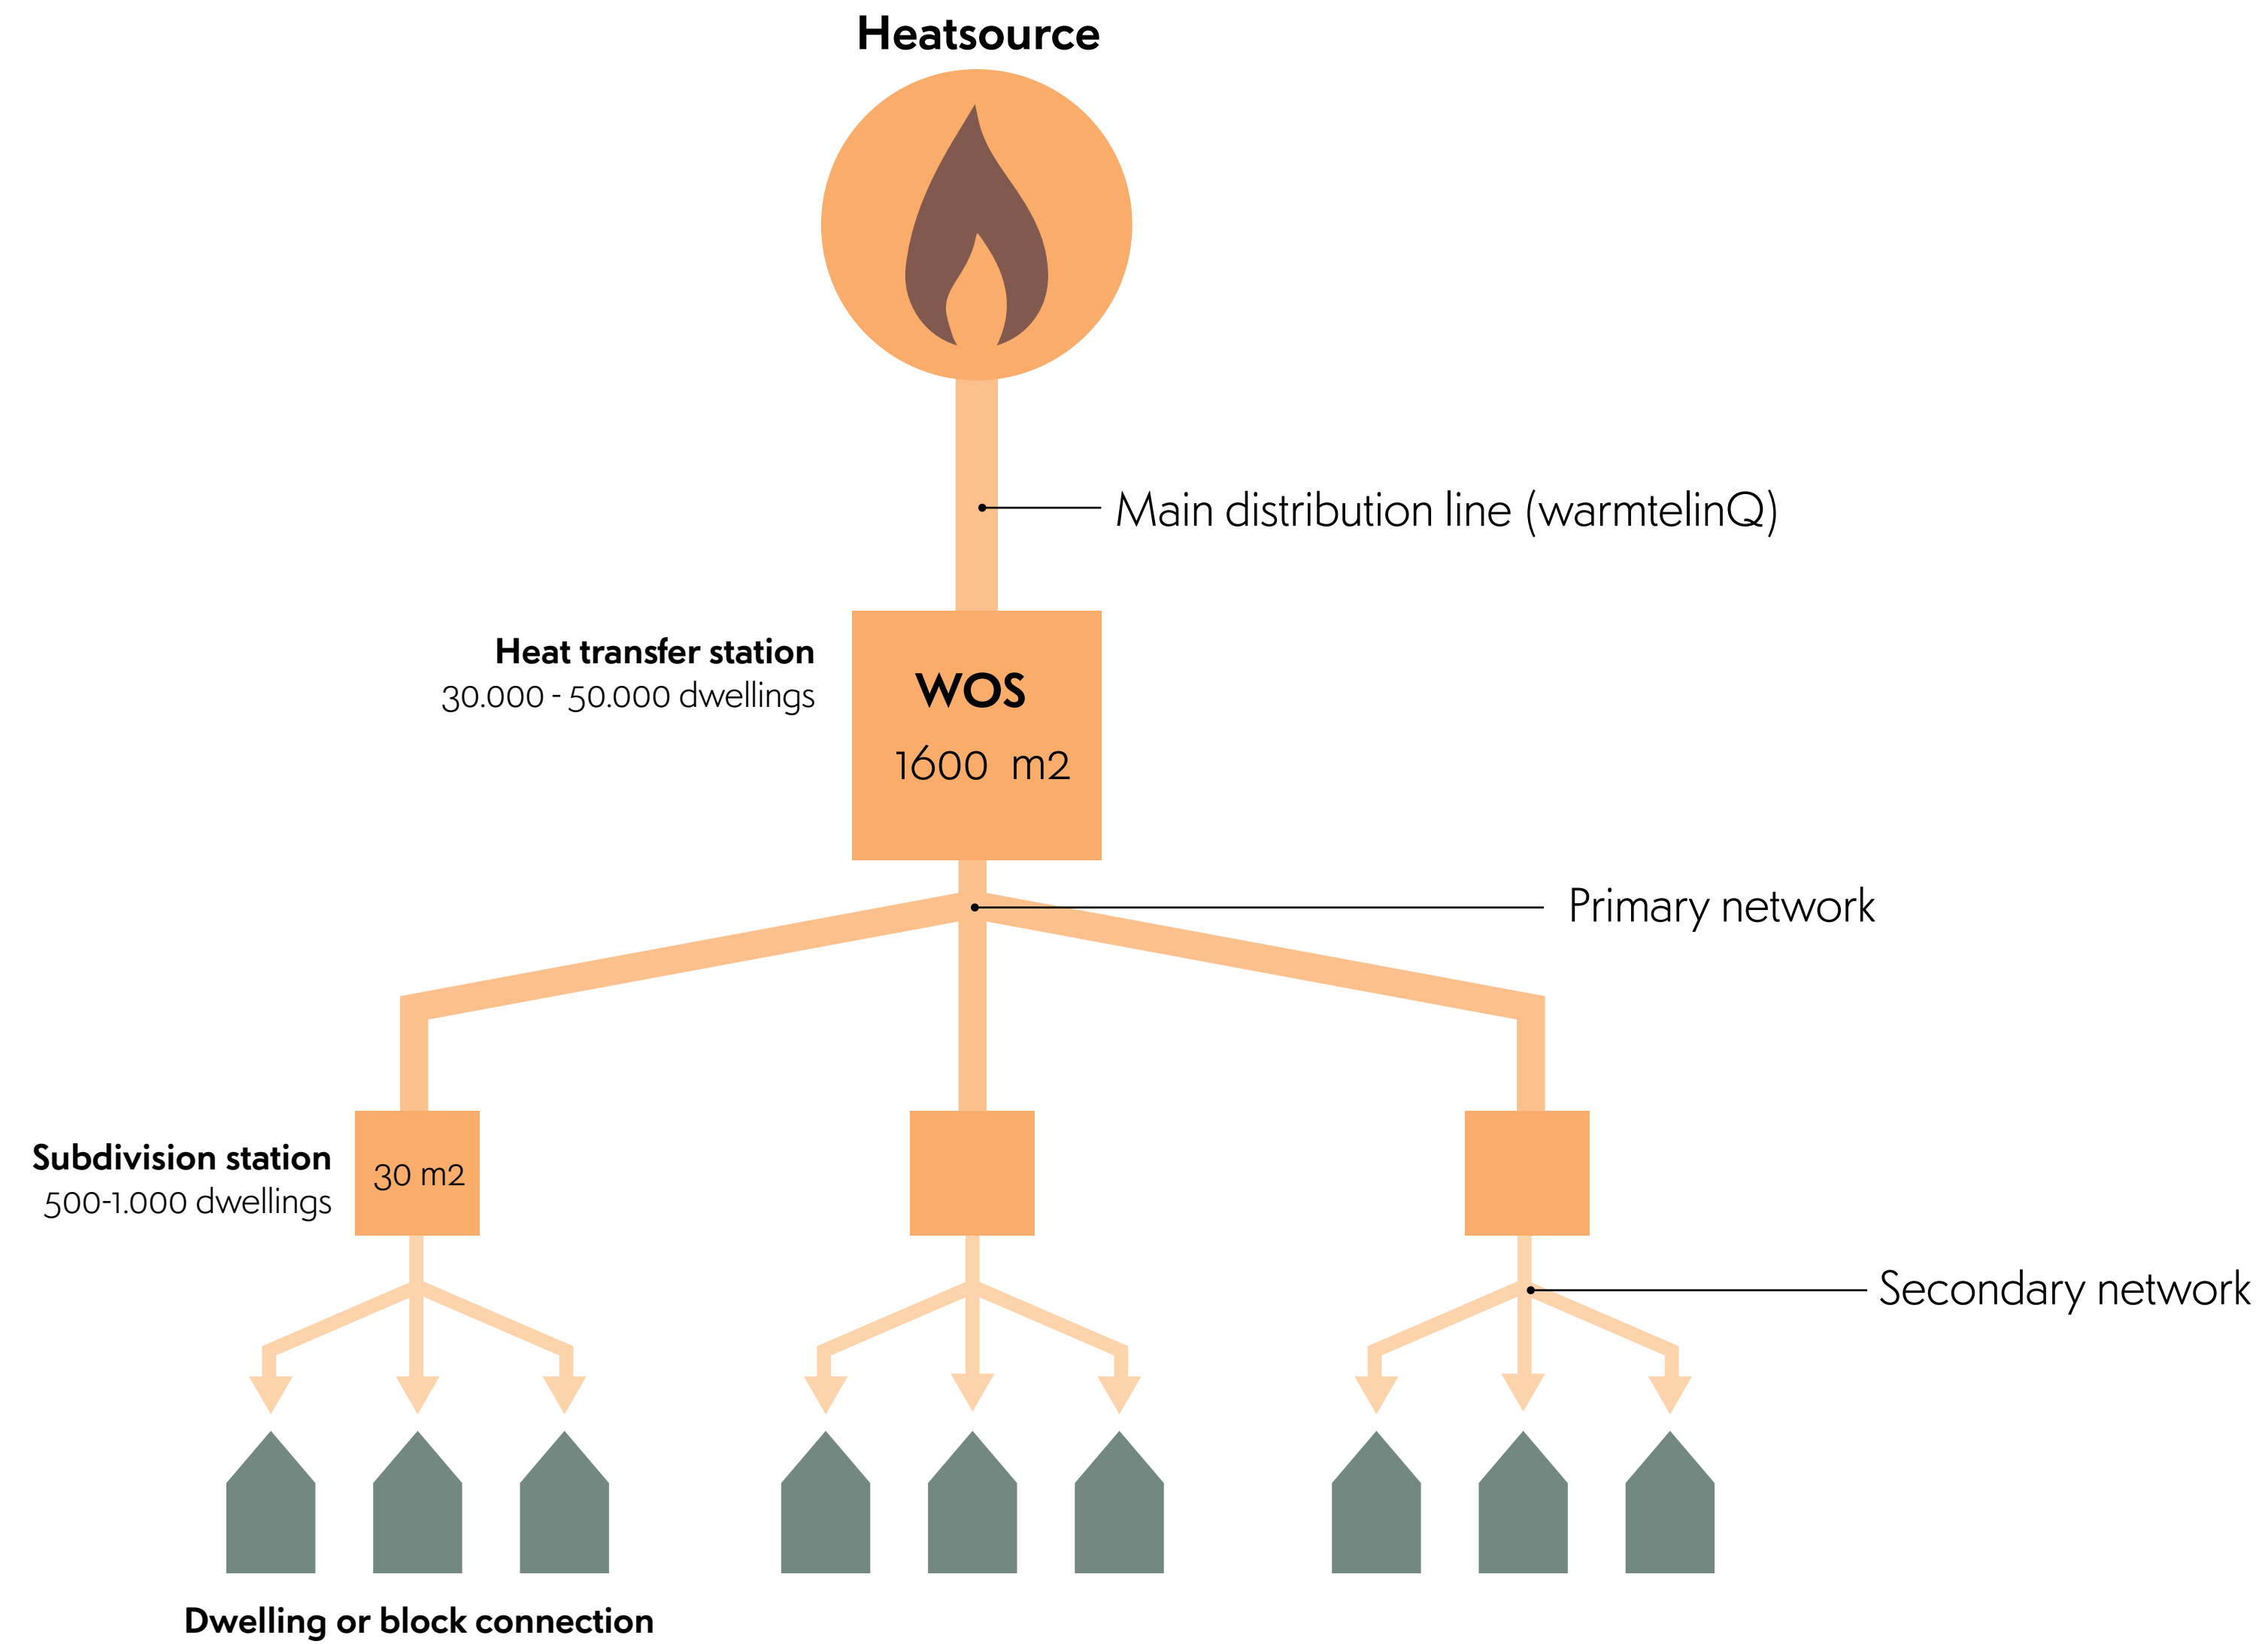 Heatsource
Main distribution line (warmtelinQ)
Heat transfer station
30.000 - 50.000 dwellings
WOS
1600 m2
Primary network
Subdivision station
500-1.000 dwellings
30 m2
Secondary network
Dwelling or block connection